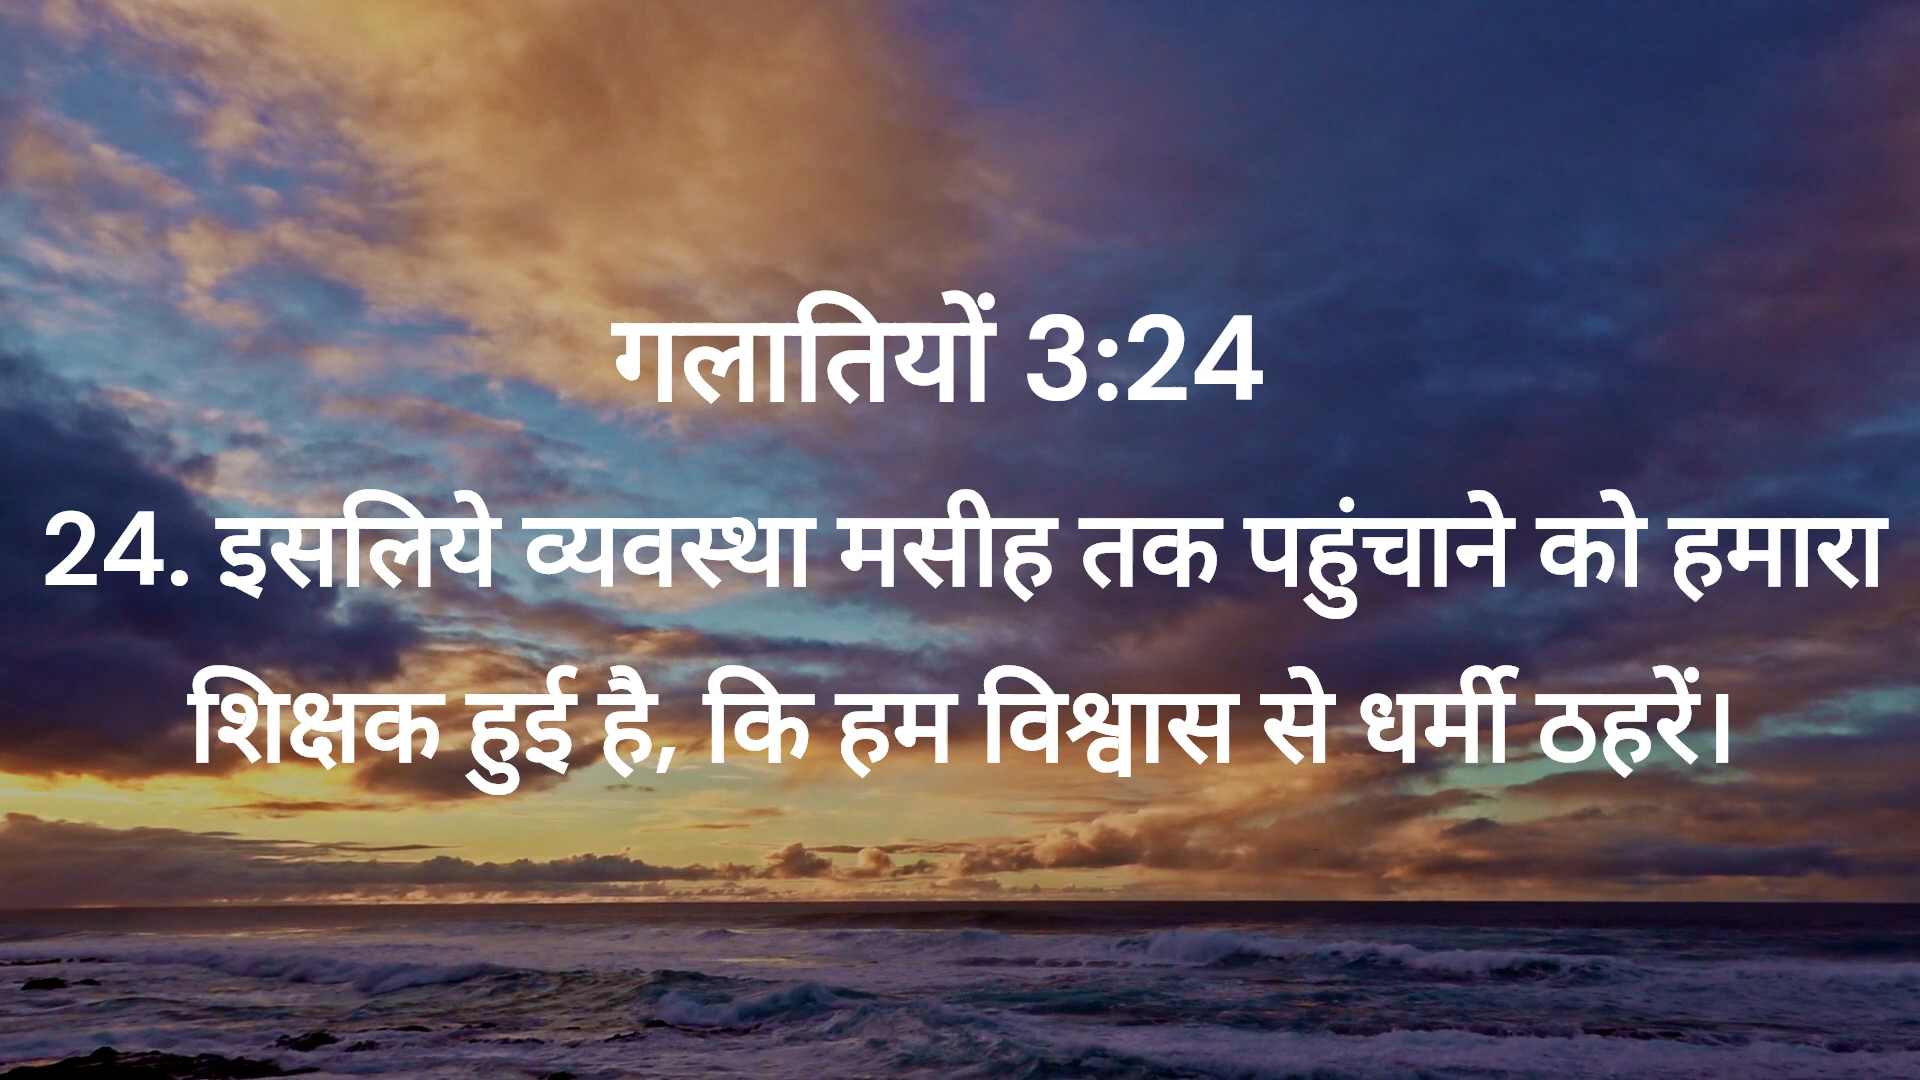 गलातियों 3:24
24. इसलिये व्यवस्था मसीह तक पहुंचाने को हमारा
शिक्षक हुई है, कि हम विश्वास से धर्मी ठहरें।